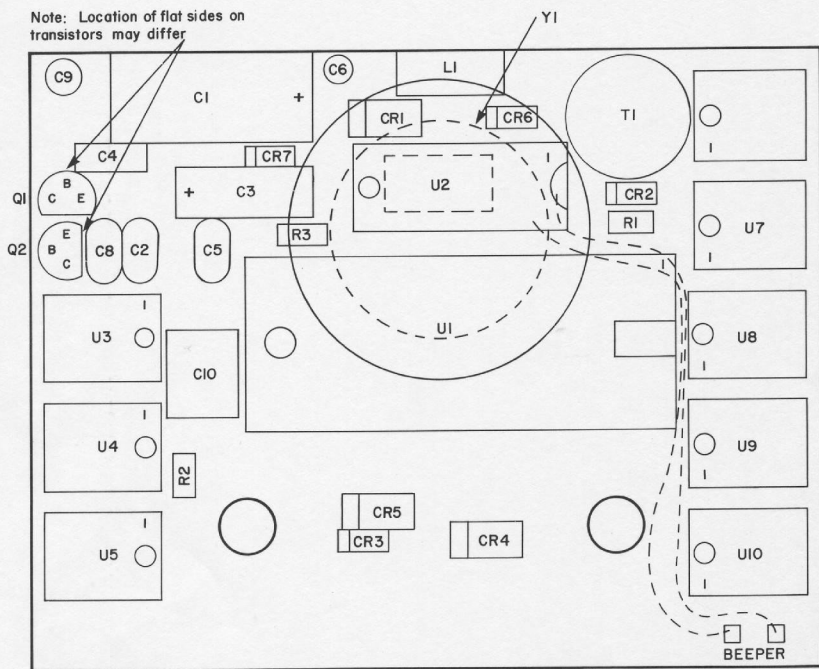 Note: Location of flat sides on
transistors may differ
Y1
C9
C1
+
C6
L1
T1
1
CR1
CR6
C4
CR7
Q1
B
C
E
+
C3
U2
1
CR2
R1
U7
1
Q2
E
B
C
C8
C2
C5
R3
U1
1
U3
1
C10
U8
1
U4
1
R2
U9
1
U5
1
CR5
CR3
CR4
U10
1
BEEPER